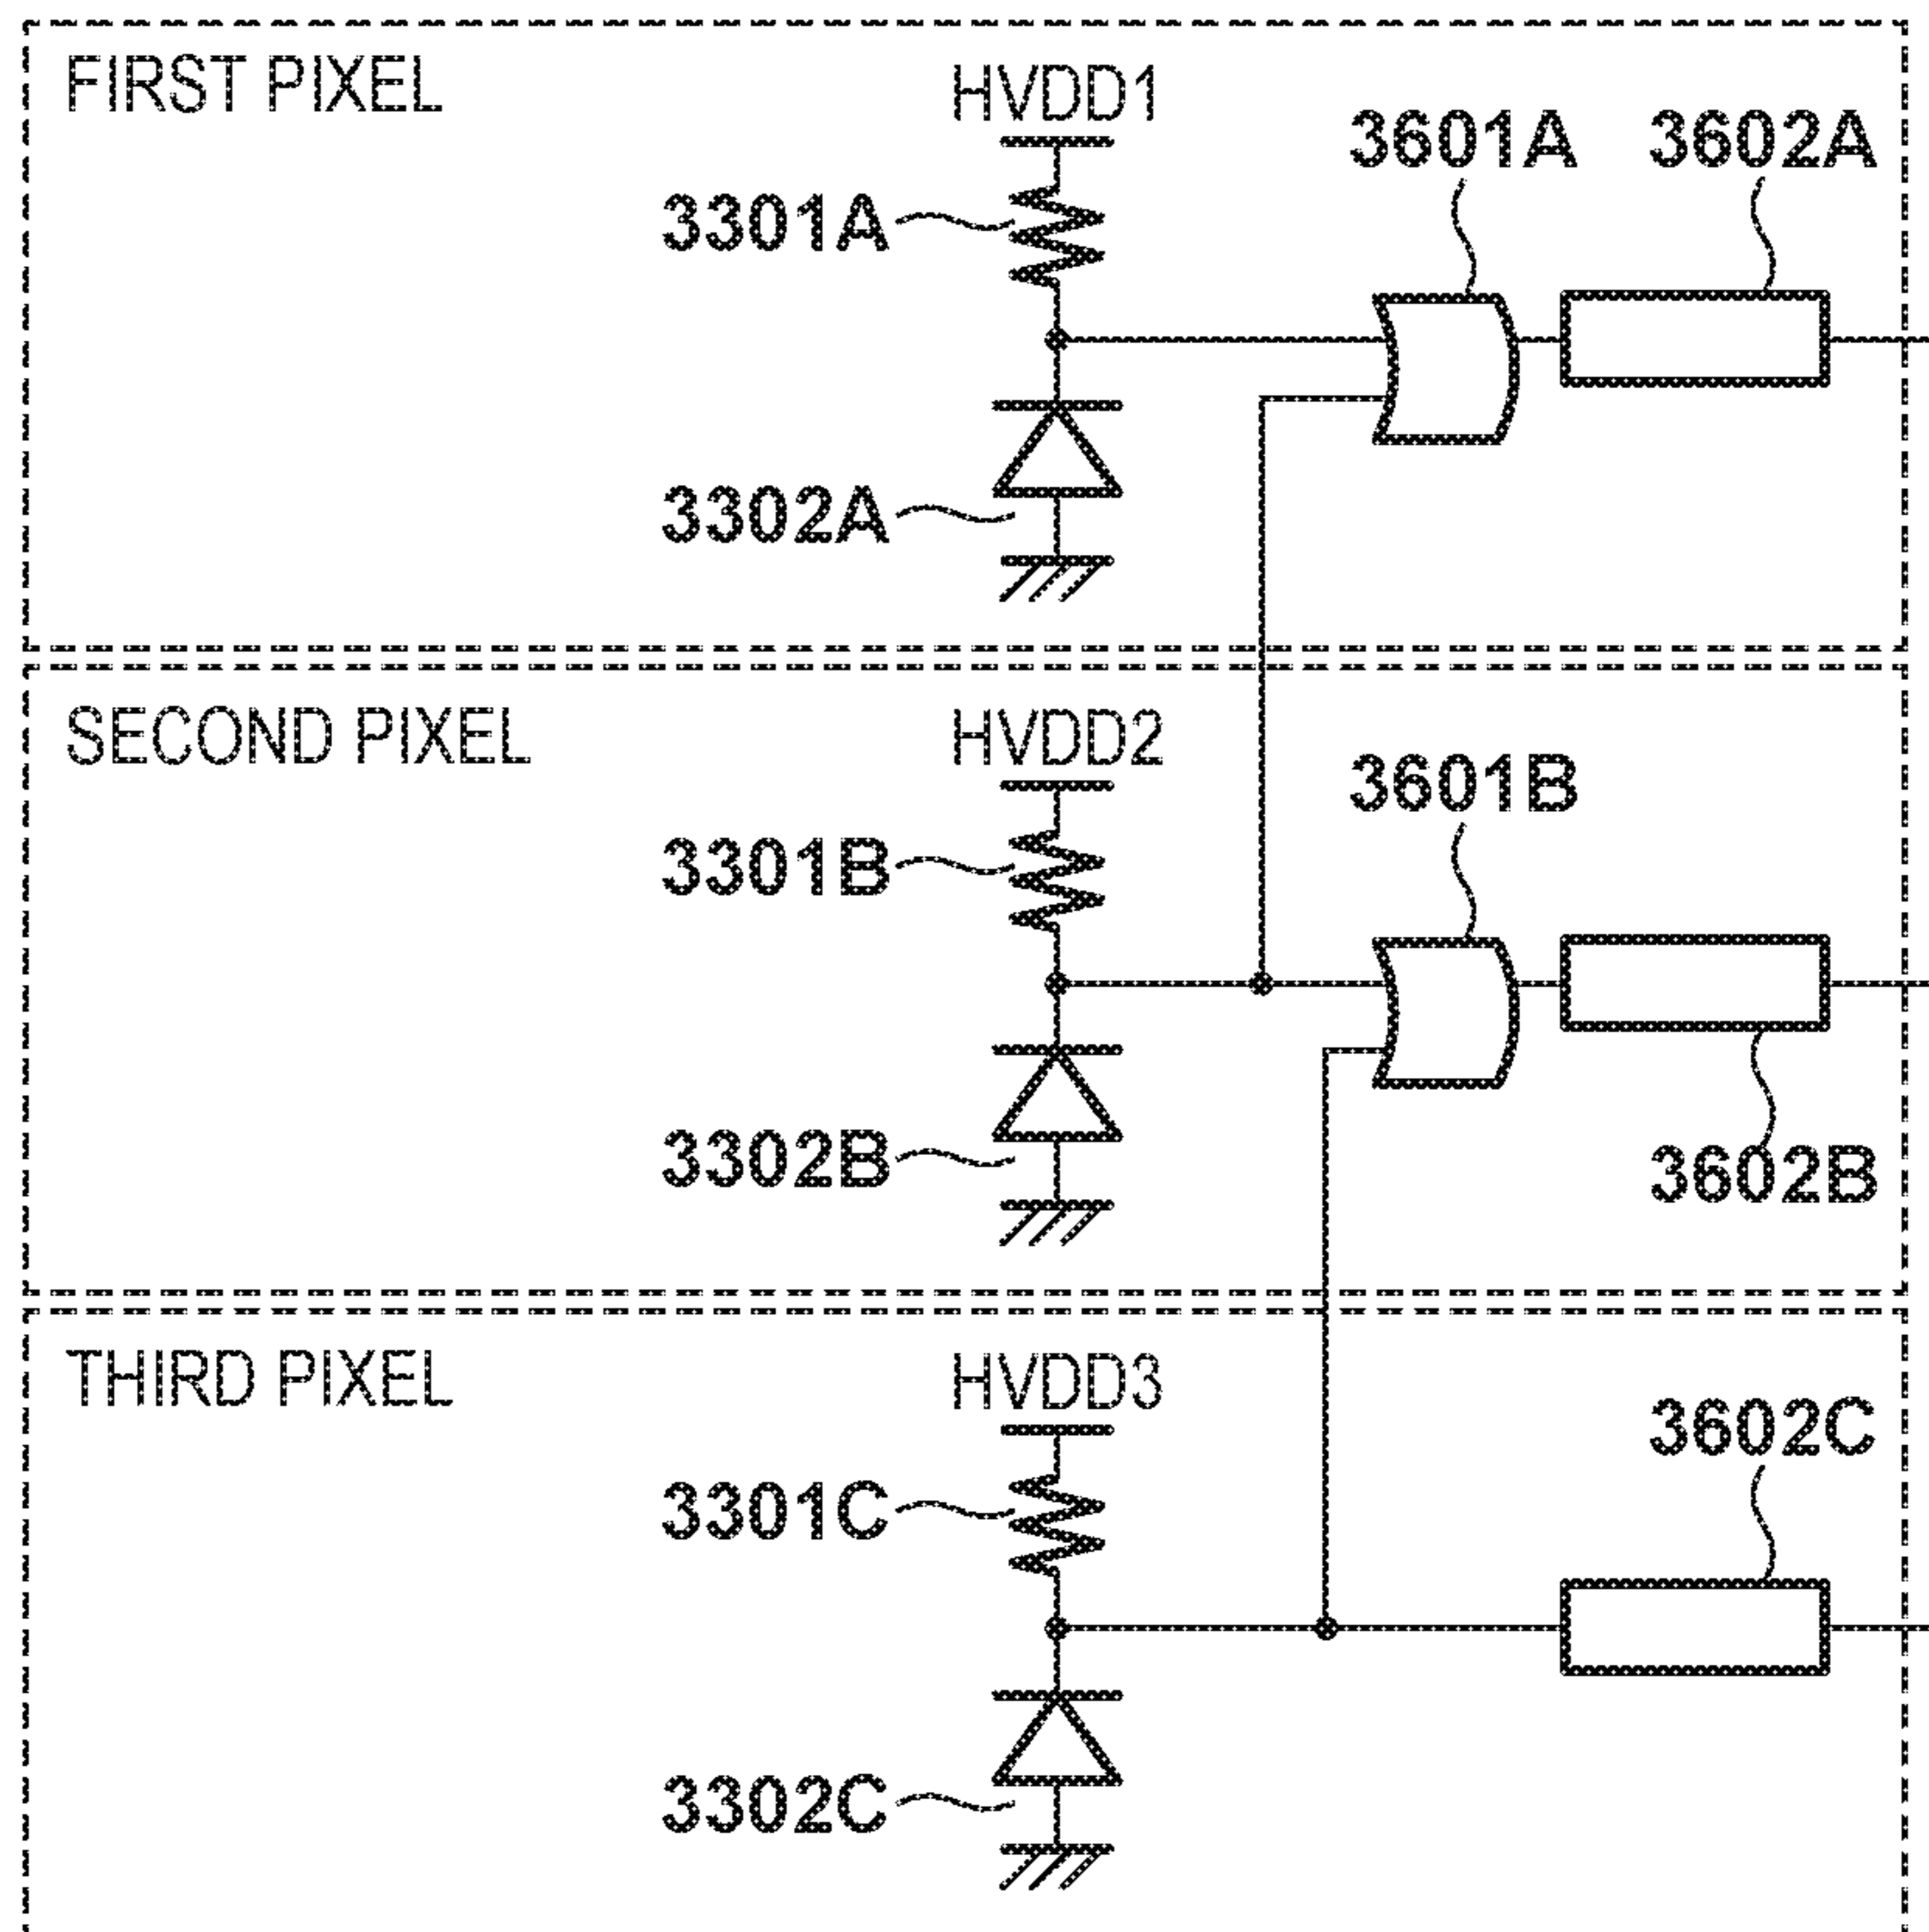 FIRST PIXEL
HVDD1
3601A 3602A
3301A
3302A
SECOND PIXEL
HVDD2
3601B
3301B
3302B
3602B
THIRD PIXEL
HVDD3
3602C
3301C
3302C